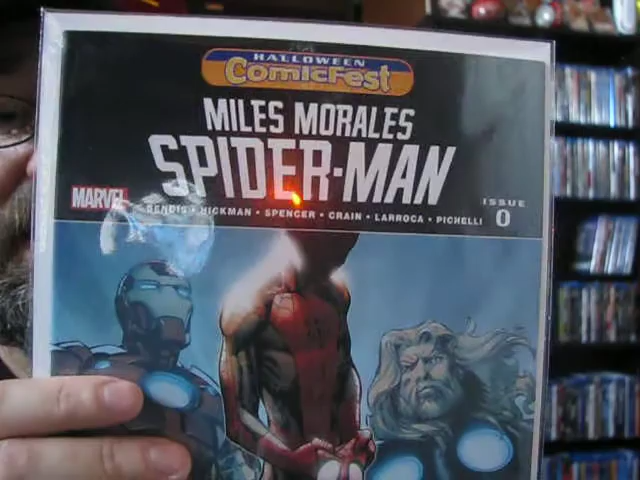 HALLOWEEN
COMICFEST
MILES MORALES
SPIDER-MAN
MARVEL
BENDIS • HICKMAN • SPENCER • CRAIN • LARROCA • PICHELLI
ISSUE
0